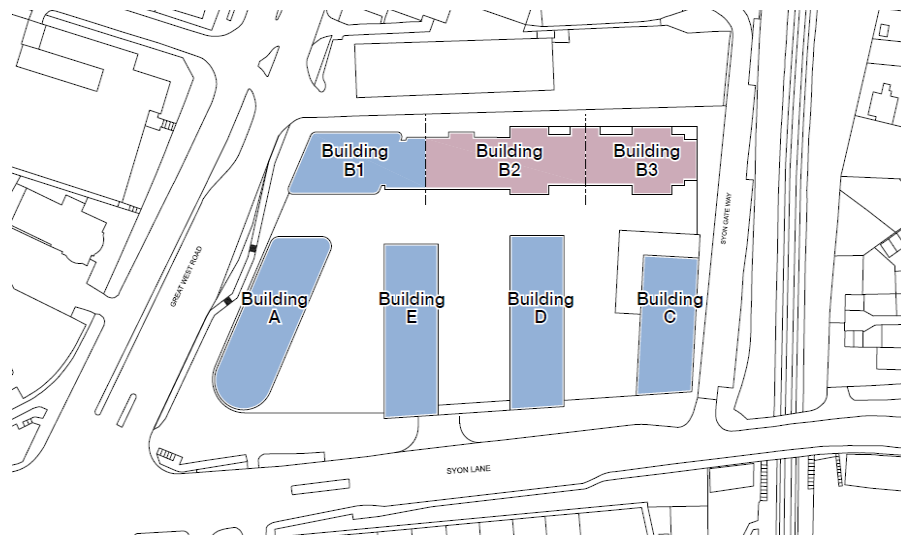 Building
B1
Building
B2
Building
B3
SYON GATE WAY
GREAT WEST ROAD
Building
A
Building
E
Building
D
Building
C
SYON LANE